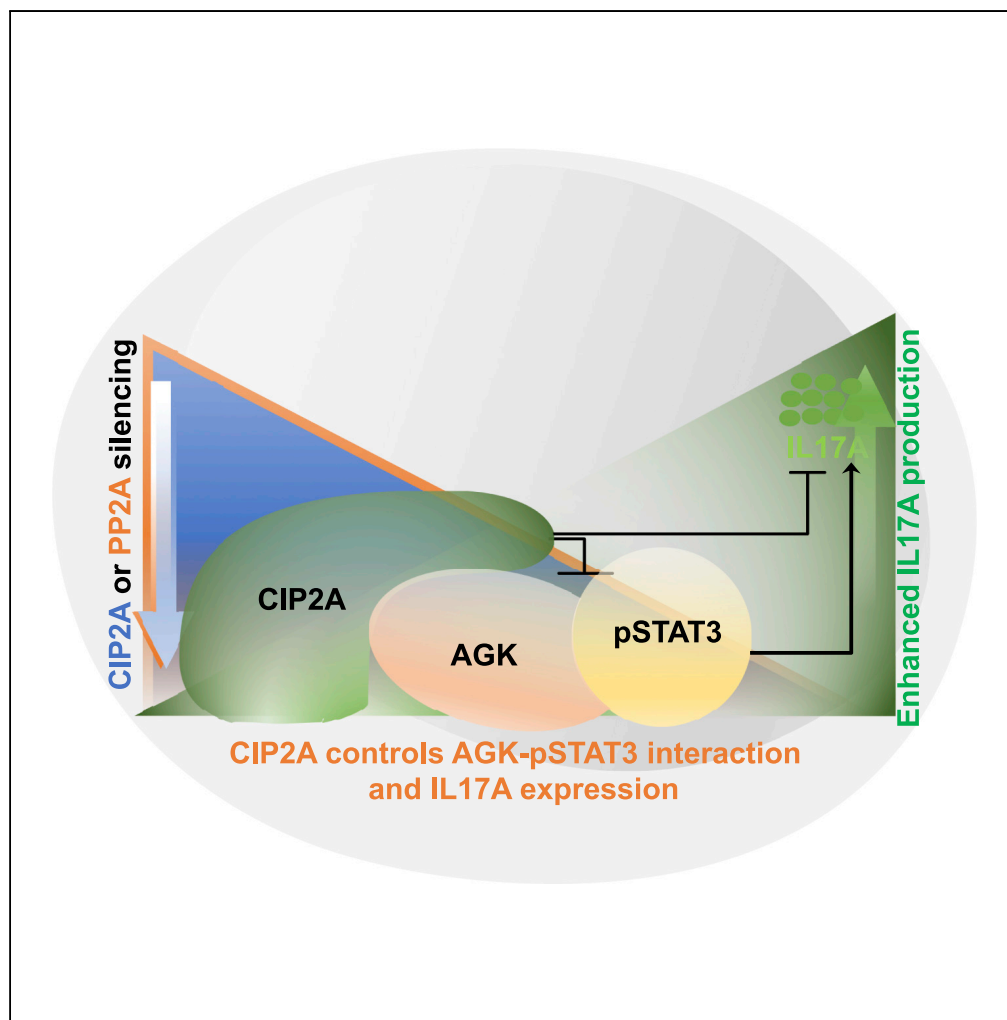 CIP2A or PP2A silencing
CIP2A
AGK
pSTAT3
IL17A
Enhanced IL17A production
CIP2A controls AGK-pSTAT3 interaction
and IL17A expression